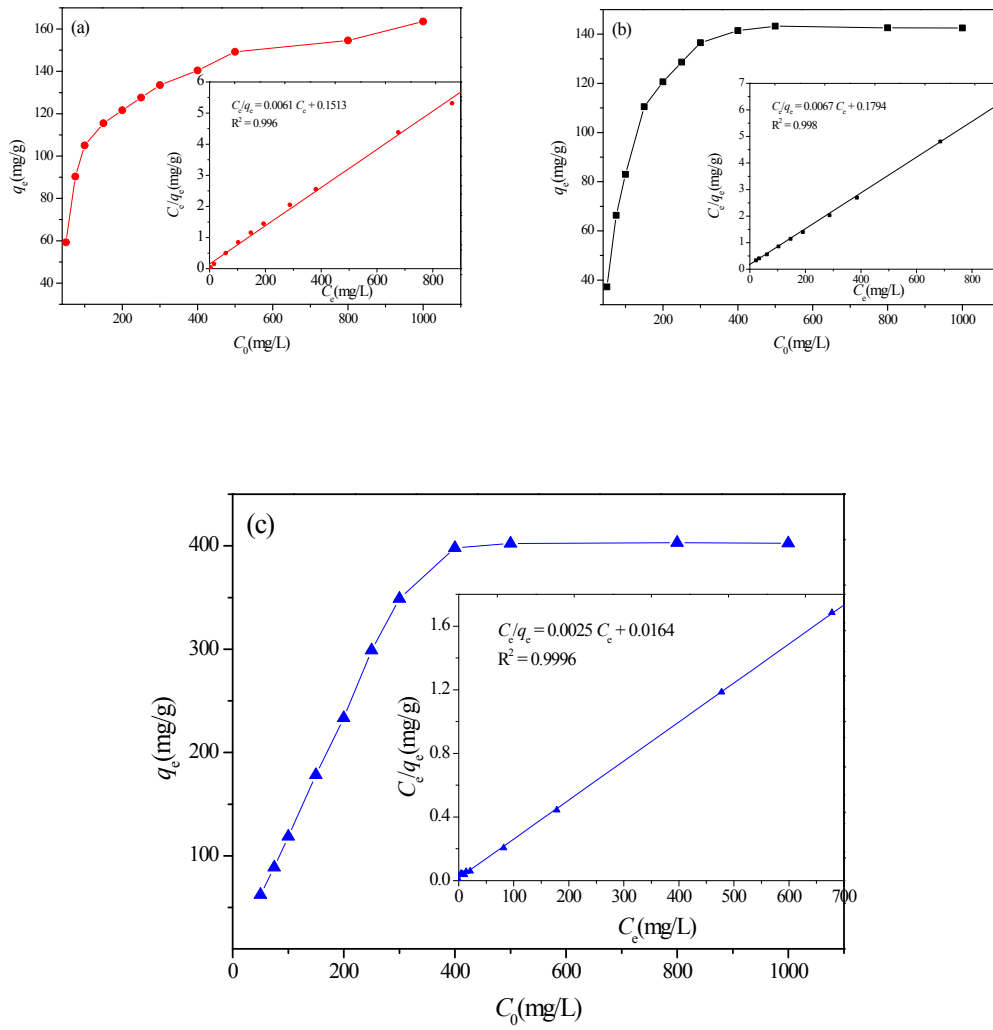 (a)
160
140
120
100
80
60
40
qe(mg/g)
200 400 600 800 1000
C0(mg/L)
6
5
4
3
2
1
0
Ce/qe(mg/g)
Ce/qe=0.0061 Ce+0.1513
R2=0.996
0 200 400 600 800
Ce(mg/L)
(b)
140
120
100
80
60
40
qe(mg/g)
200 400 600 800 1000
C0(mg/L)
7
6
5
4
3
2
1
0
Ce/qe(mg/g)
Ce/qe=0.0067 Ce+0.1794
R2=0.998
0 200 400 600 800
Ce(mg/L)
(c)
400
300
200
100
qe(mg/g)
0 200 400 600 800 1000
C0(mg/L)
1.6
1.2
0.8
0.4
0.0
Ce/qe(mg/g)
Ce/qe = 0.0025 Ce + 0.0164
R2 = 0.9996
0 100 200 300 400 500 600 700
Ce(mg/L)